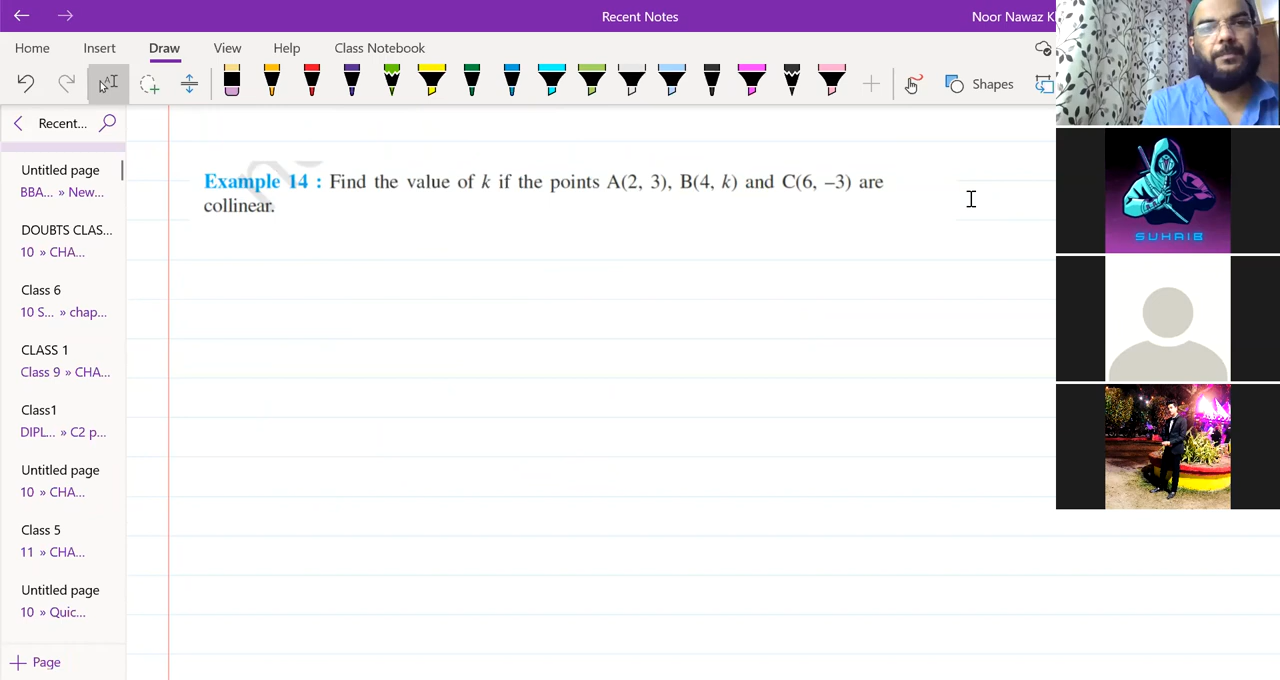 Recent Notes
Noor Nawaz K
Home Insert Draw View Help Class Notebook
Shapes
Recent...
Untitled page
BBA... » New...
DOUBTS CLAS...
10 » CHA...
Class 6
10 S... » chap...
CLASS 1
Class 9 » CHA...
Class1
DIPL... » C2 p...
Untitled page
10 » CHA...
Class 5
11 » CHA...
Untitled page
10 » Quic...
+ Page
Example 14 : Find the value of k if the points A(2, 3), B(4, k) and C(6, –3) are
collinear.
SUHAIB